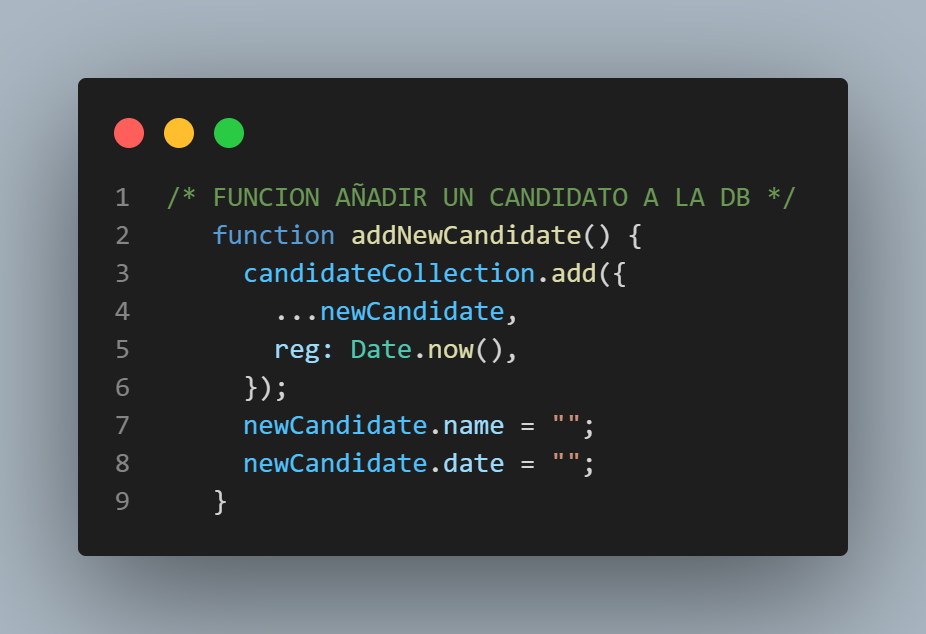 1 /* FUNCION AÑADIR UN CANDIDATO A LA DB */
2 function addNewCandidate() {
3 candidateCollection.add({
4 ...newCandidate,
5 reg: Date.now(),
6 });
7 newCandidate.name = "";
8 newCandidate.date = "";
9 }